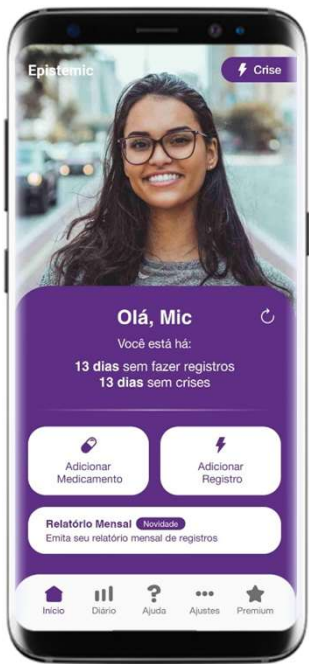 Epistemic
Crise
Olá, Mic
Você está há:
13 dias sem fazer registros
13 dias sem crises
Adicionar
Medicamento
Adicionar
Registro
Relatório Mensal Novidade
Emita seu relatório mensal de registros
Início Diário Ajuda Ajustes Premium